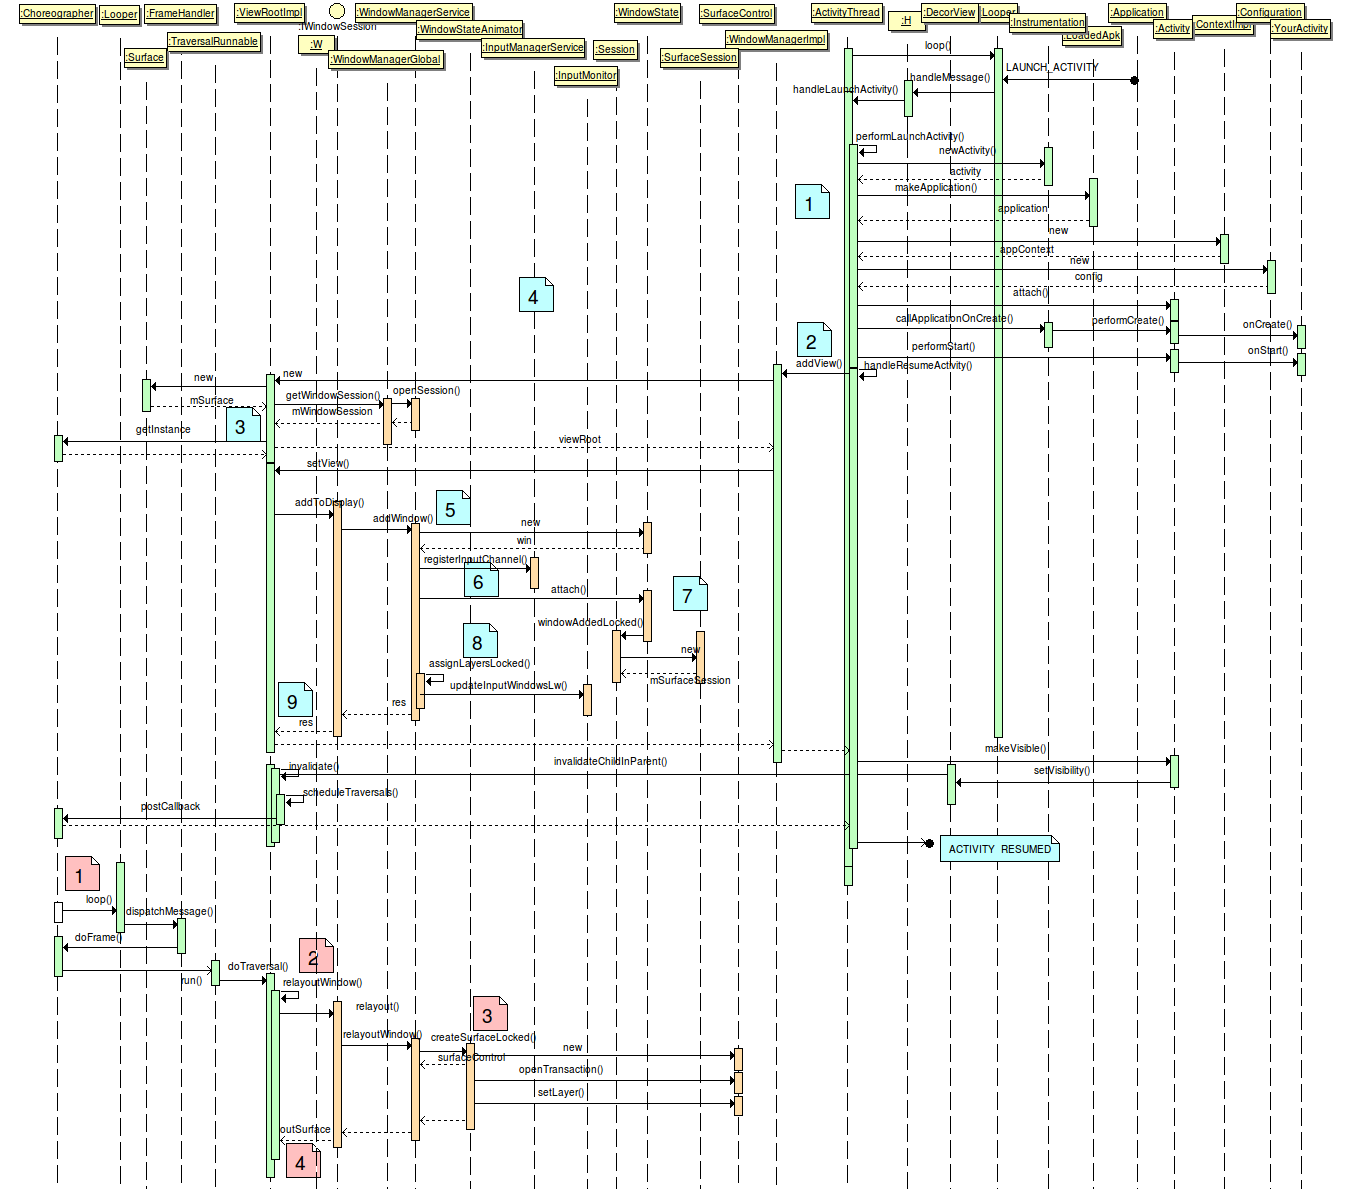 :Choreographer
:Looper
:FrameHandler
:ViewRootImpl
:IWindowSession
:WindowManagerService
:WindowState
:SurfaceControl
:ActivityThread
:H
:DecorView
:Looper
:Instrumentation
:Application
:Configuration
:TraversalRunnable
:Surface
:W
:WindowManagerGlobal
:WindowStateAnimator
:InputManagerService
:Session
:InputMonitor
:SurfaceSession
:WindowManagerImpl
:LoadedApk
:Activity
:ContextImpl
:YourActivity
loop()
LAUNCH_ACTIVITY
handleMessage()
handleLaunchActivity()
performLaunchActivity()
newActivity()
activity
makeApplication()
1
application
new
appContext
new
config
4
attach()
callApplicationOnCreate()
performCreate()
onCreate()
2
performStart()
onStart()
addView()
handleResumeActivity()
new
new
mSurface
getWindowSession()
openSession()
mWindowSession
3
getInstance
viewRoot
setView()
addToDisplay()
5
addWindow()
new
win
registerInputChannel()
6
attach()
7
windowAddedLocked()
8
new
assignLayersLocked()
mSurfaceSession
updateInputWindowsLw()
9
res
res
makeVisible()
invalidate()
invalidateChildInParent()
setVisibility()
scheduleTraversals()
postCallback
ACTIVITY RESUMED
1
loop()
dispatchMessage()
doFrame()
2
doTraversal()
run()
relayoutWindow()
relayout()
3
relayoutWindow()
createSurfaceLocked()
new
surfaceControl
openTransaction()
setLayer()
outSurface
4